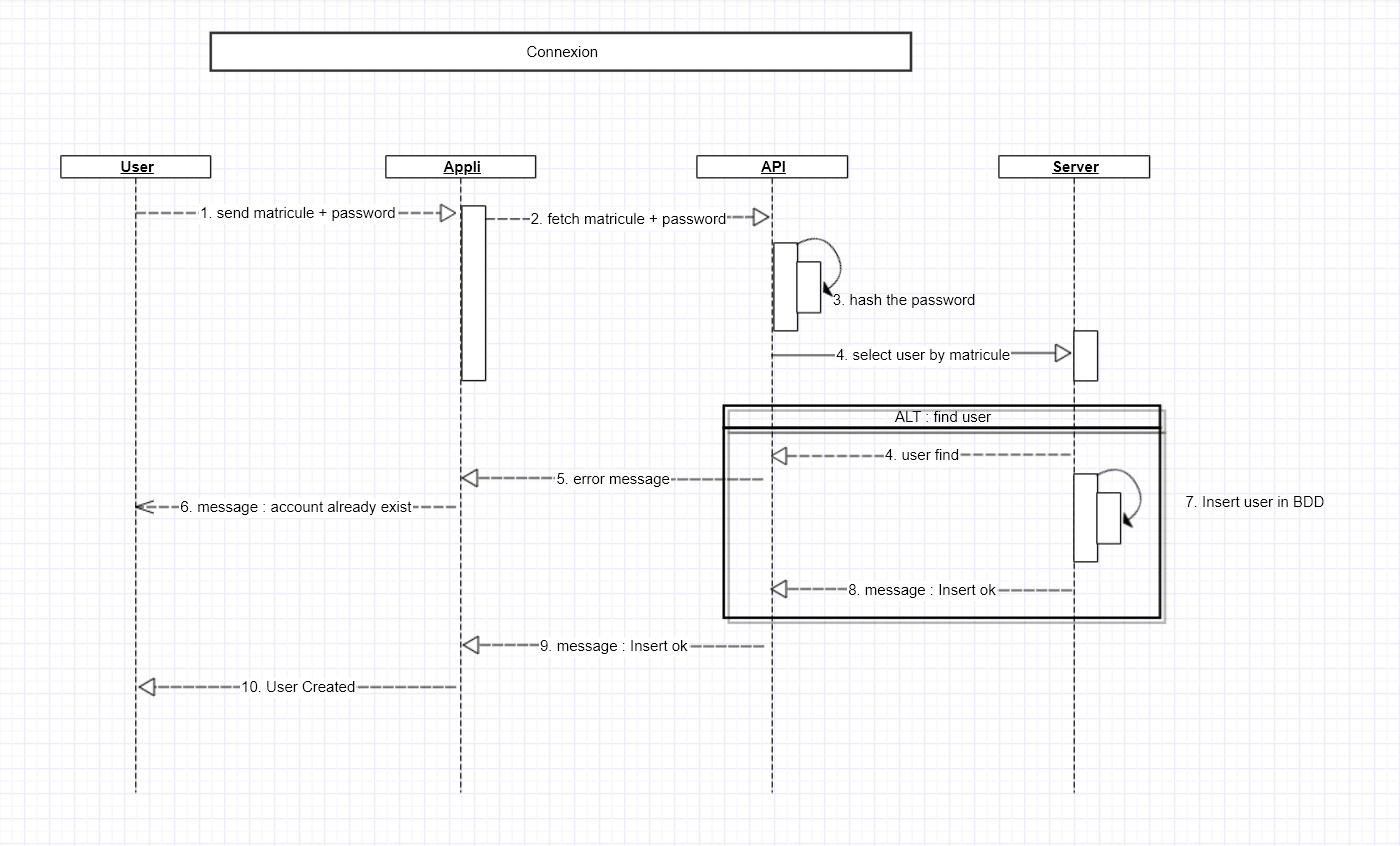 Connexion
User
Appli
API
Server
1. send matricule + password
2. fetch matricule + password
3. hash the password
4. select user by matricule
ALT : find user
4. user find
5. error message
6. message : account already exist
7. Insert user in BDD
8. message : Insert ok
9. message : Insert ok
10. User Created